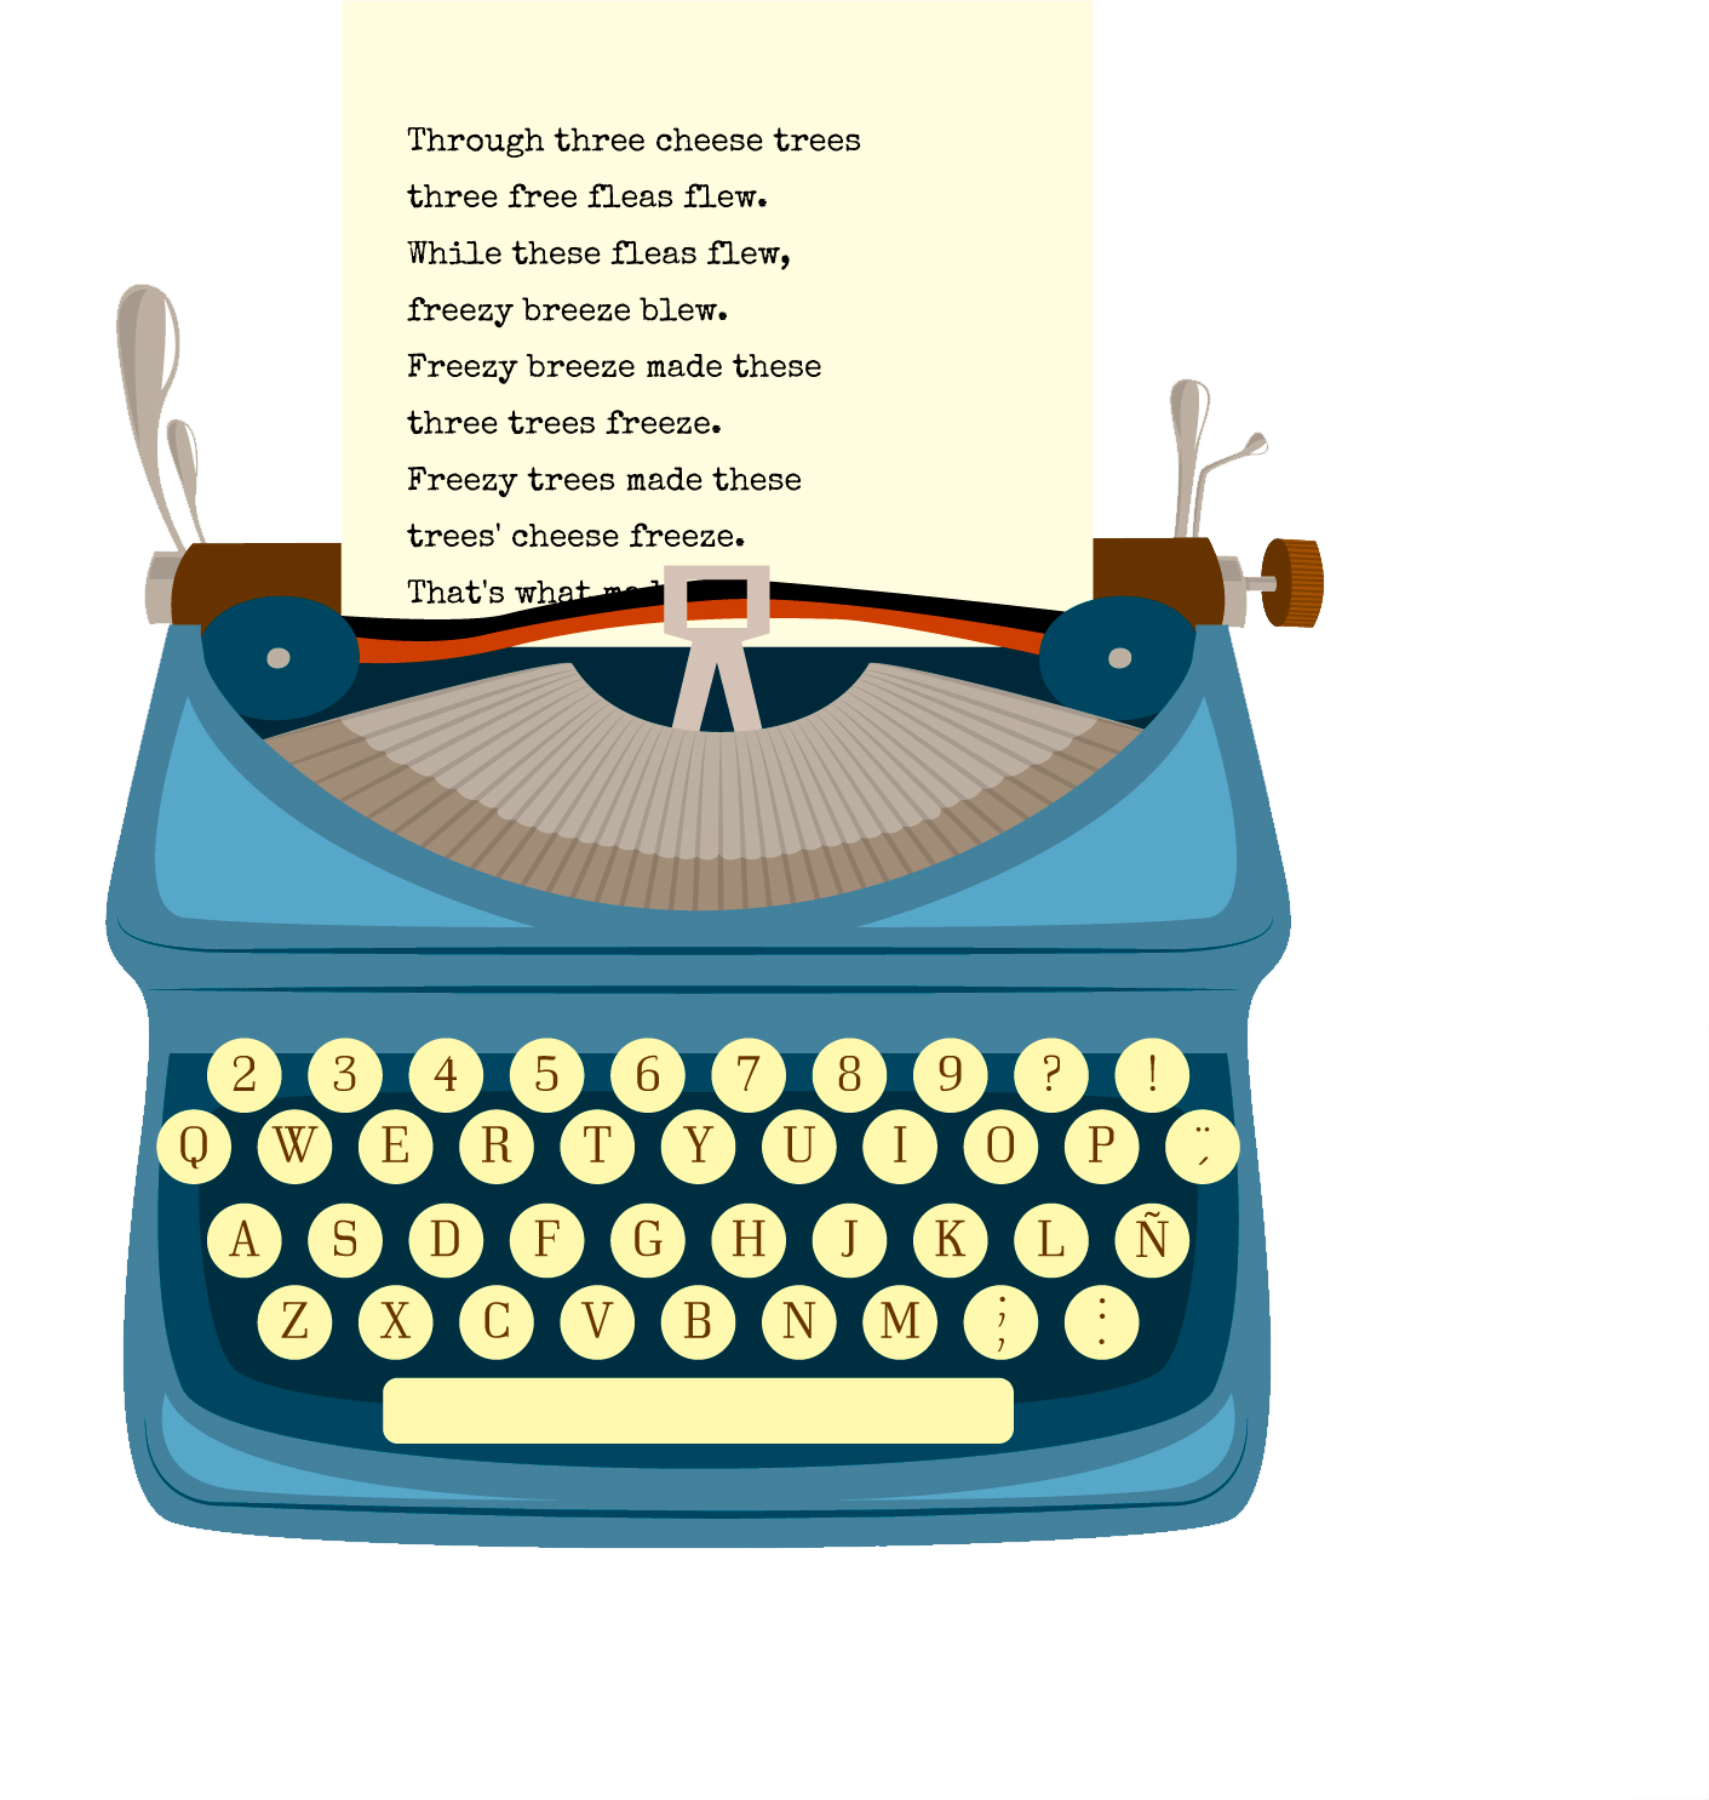 Through three cheese trees
three free fleas flew.
While these fleas flew,
freezy breeze blew.
Freezy breeze made these
three trees freeze.
Freezy trees made these
trees' cheese freeze.
That's what
2 3 4 5 6 7 8 9 ? !
Q W E R T Y U I O P ¨ ´
A S D F G H J K L Ñ
Z X C V B N M ; , : .